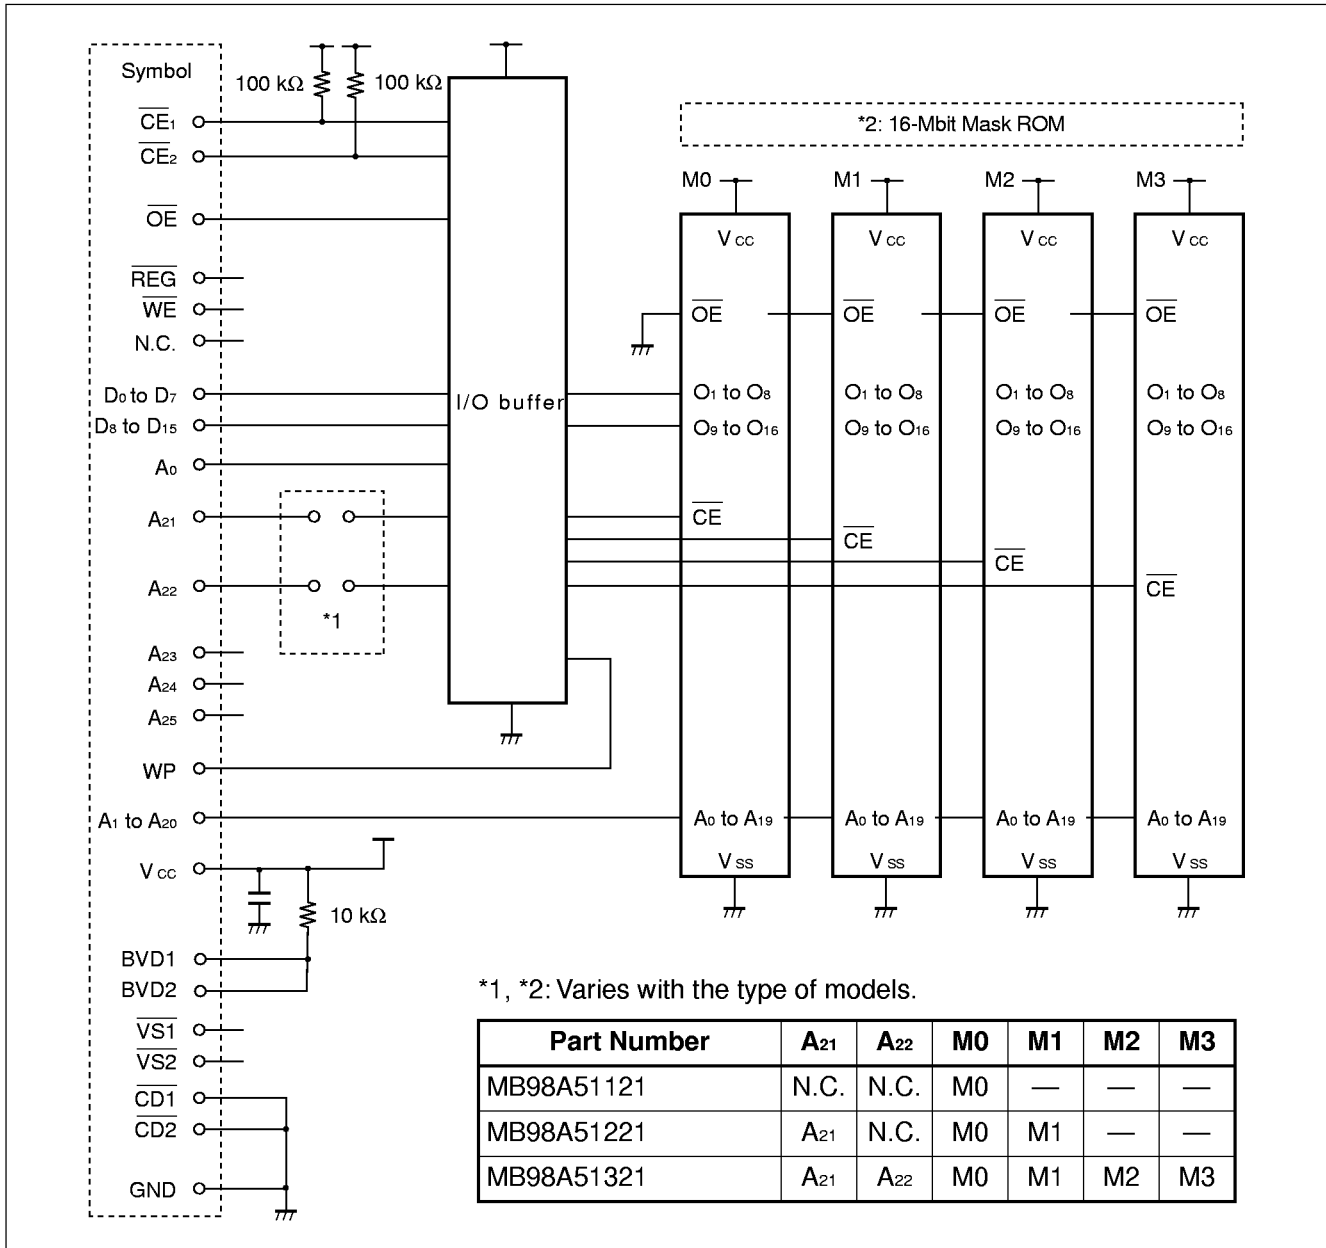 Symbol
100 kΩ 100 kΩ
CE1
CE2
OE
REG
WE
N.C.
D0 to D7
D8 to D15
A0
A21
A22
*1
A23
A24
A25
WP
A1 to A20
VCC
10 kΩ
BVD1
BVD2
VS1
VS2
CD1
CD2
GND
I/O buffer
*2: 16-Mbit Mask ROM
M0 M1 M2 M3
VCC VCC VCC VCC
OE OE OE OE
O1 to O8 O1 to O8 O1 to O8 O1 to O8
O9 to O16 O9 to O16 O9 to O16 O9 to O16
CE
CE
CE
CE
A0 to A19 A0 to A19 A0 to A19 A0 to A19
VSS VSS VSS VSS
*1, *2: Varies with the type of models.
Part Number A21 A22 M0 M1 M2 M3
MB98A51121 N.C. N.C. M0 — — —
MB98A51221 A21 N.C. M0 M1 — —
MB98A51321 A21 A22 M0 M1 M2 M3